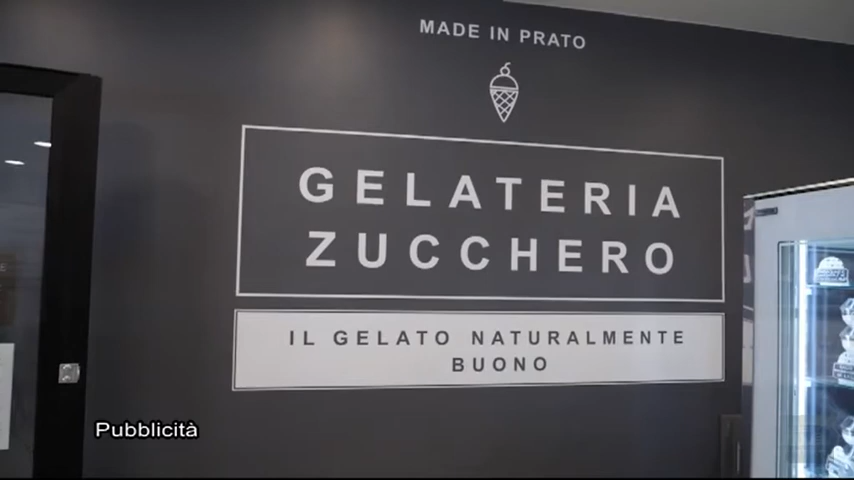 MADE IN PRATO
GELATERIA
ZUCCHERO
IL GELATO NATURALMENTE
BUONO
Pubblicità